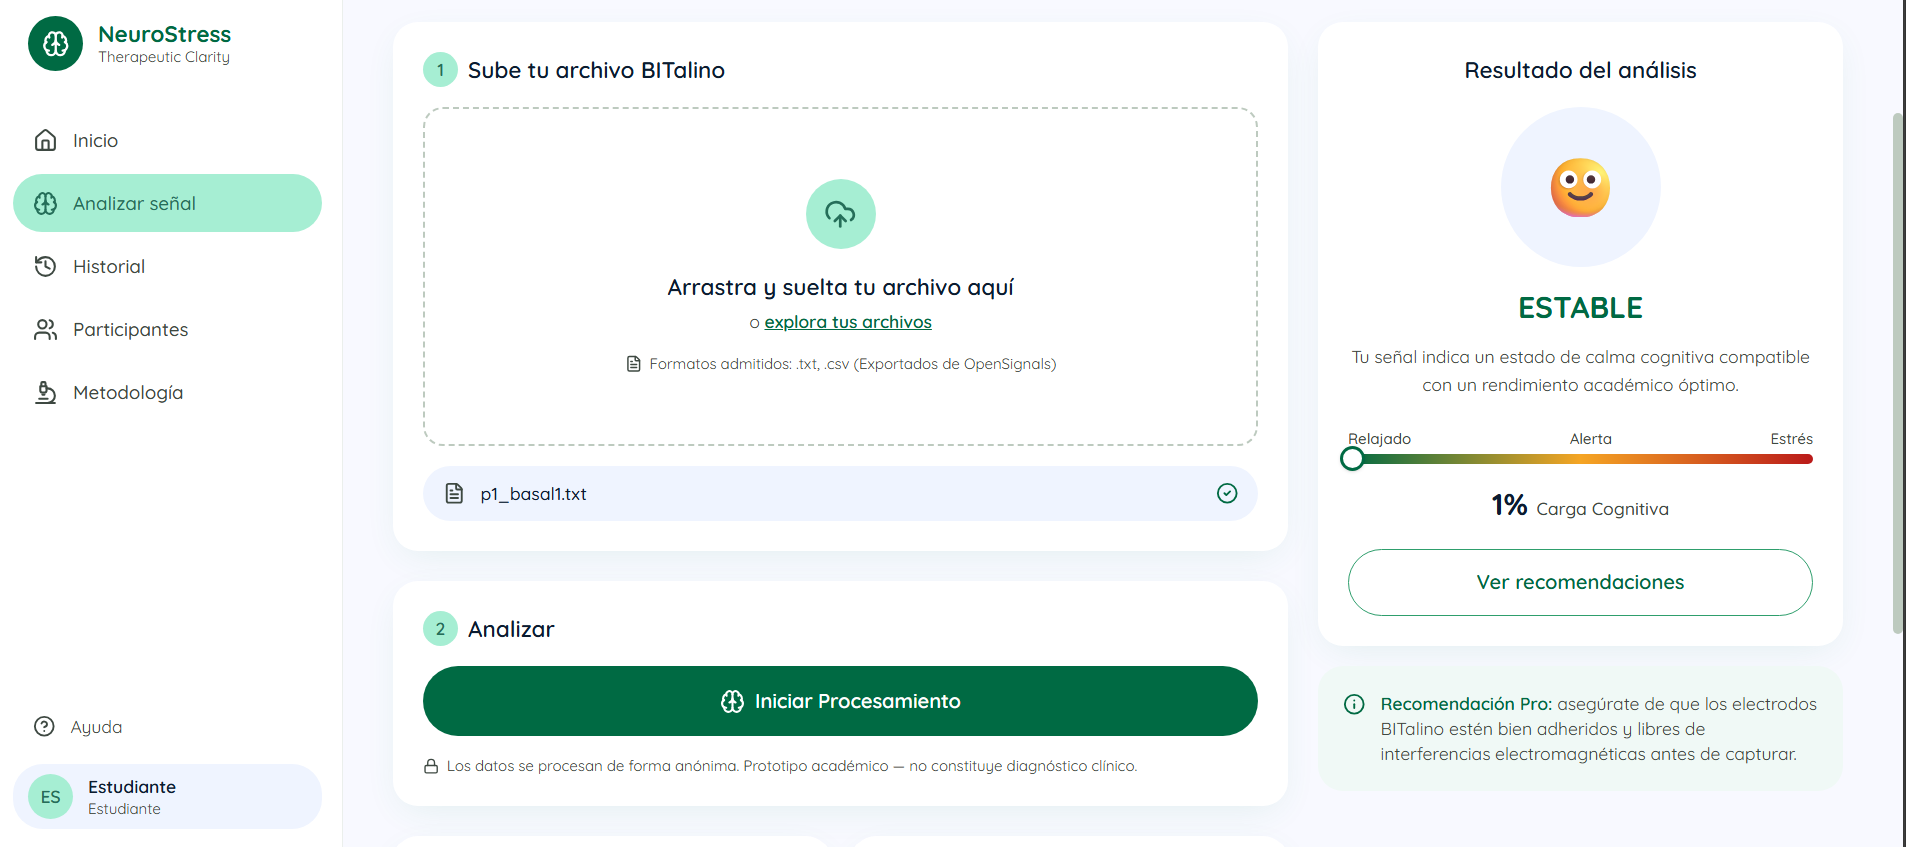 NeuroStress
Therapeutic Clarity
Inicio
Analizar señal
Historial
Participantes
Metodología
Ayuda
ES
Estudiante
Estudiante
1
Sube tu archivo BITalino
Arrastra y suelta tu archivo aquí
o explora tus archivos
Formatos admitidos: .txt, .csv (Exportados de OpenSignals)
p1_basal1.txt
2
Analizar
Iniciar Procesamiento
Los datos se procesan de forma anónima. Prototipo académico — no constituye diagnóstico clínico.
Resultado del análisis
ESTABLE
Tu señal indica un estado de calma cognitiva compatible
con un rendimiento académico óptimo.
Relajado Alerta Estrés
1% Carga Cognitiva
Ver recomendaciones
Recomendación Pro: asegúrate de que los electrodos
BITalino estén bien adheridos y libres de
interferencias electromagnéticas antes de capturar.